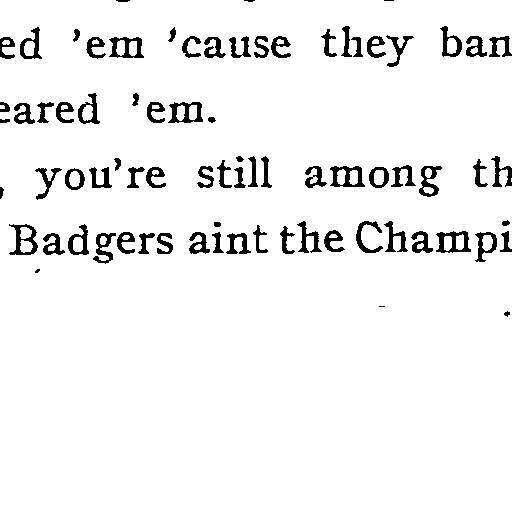 ed 'em 'cause they ban
eared 'em.
, you're still among th
Badgers aint the Champi